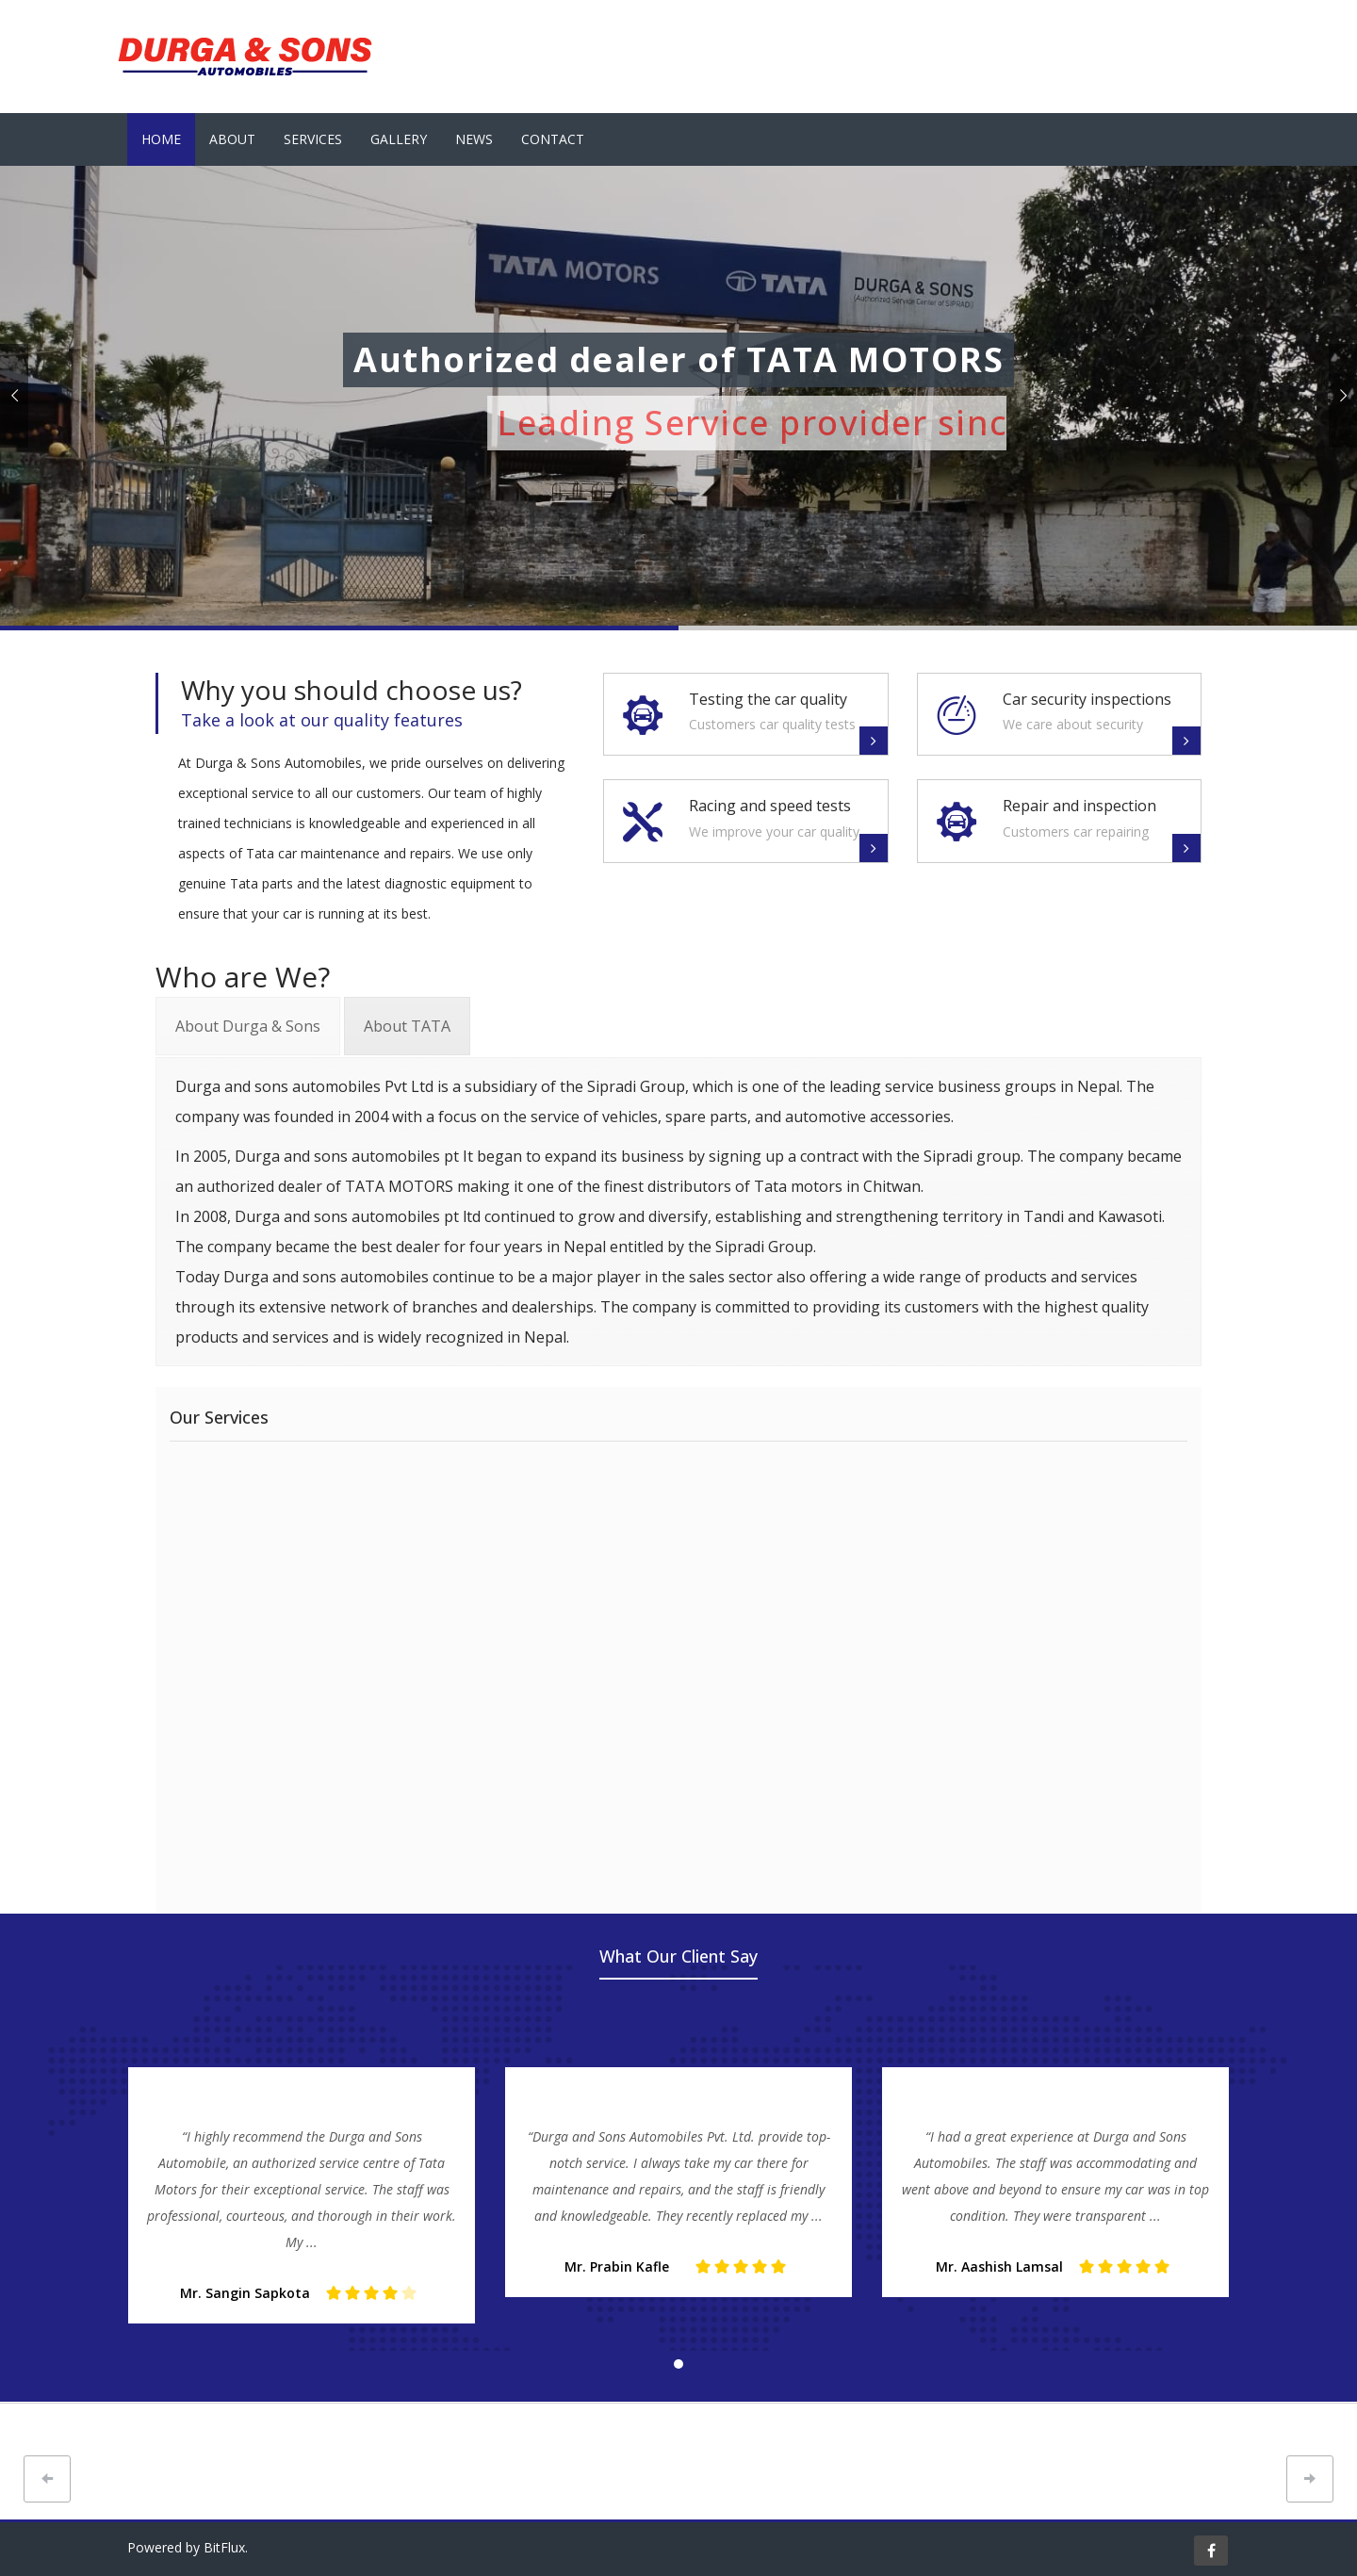 DURGA & SONS
AUTOMOBILES
HOME ABOUT SERVICES GALLERY NEWS CONTACT
TATA MOTORS
TATA
DURGA & SONS
(Authorized Service Center of SIPRADI)
Authorized dealer of TATA MOTORS
Leading Service provider sinc
Why you should choose us?
Take a look at our quality features
At Durga & Sons Automobiles, we pride ourselves on delivering
exceptional service to all our customers. Our team of highly
trained technicians is knowledgeable and experienced in all
aspects of Tata car maintenance and repairs. We use only
genuine Tata parts and the latest diagnostic equipment to
ensure that your car is running at its best.
Testing the car quality
Customers car quality tests
Car security inspections
We care about security
Racing and speed tests
We improve your car quality
Repair and inspection
Customers car repairing
Who are We?
About Durga & Sons
About TATA
Durga and sons automobiles Pvt Ltd is a subsidiary of the Sipradi Group, which is one of the leading service business groups in Nepal. The
company was founded in 2004 with a focus on the service of vehicles, spare parts, and automotive accessories.
In 2005, Durga and sons automobiles pt It began to expand its business by signing up a contract with the Sipradi group. The company became
an authorized dealer of TATA MOTORS making it one of the finest distributors of Tata motors in Chitwan.
In 2008, Durga and sons automobiles pt ltd continued to grow and diversify, establishing and strengthening territory in Tandi and Kawasoti.
The company became the best dealer for four years in Nepal entitled by the Sipradi Group.
Today Durga and sons automobiles continue to be a major player in the sales sector also offering a wide range of products and services
through its extensive network of branches and dealerships. The company is committed to providing its customers with the highest quality
products and services and is widely recognized in Nepal.
Our Services
What Our Client Say
“I highly recommend the Durga and Sons
Automobile, an authorized service centre of Tata
Motors for their exceptional service. The staff was
professional, courteous, and thorough in their work.
My ...
Mr. Sangin Sapkota
“Durga and Sons Automobiles Pvt. Ltd. provide top-
notch service. I always take my car there for
maintenance and repairs, and the staff is friendly
and knowledgeable. They recently replaced my ...
Mr. Prabin Kafle
“I had a great experience at Durga and Sons
Automobiles. The staff was accommodating and
went above and beyond to ensure my car was in top
condition. They were transparent ...
Mr. Aashish Lamsal
Powered by BitFlux.